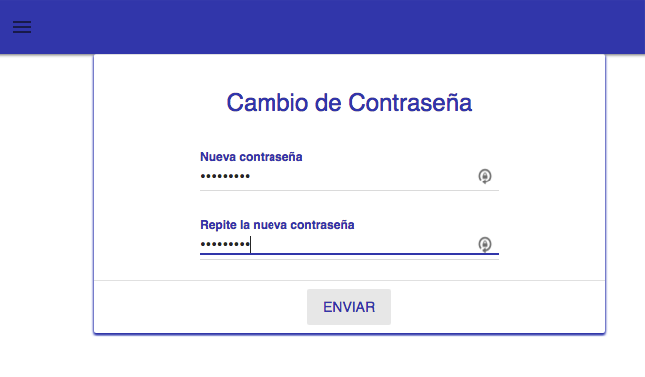 Cambio de Contraseña
Nueva contraseña
•••••••••
Repite la nueva contraseña
•••••••••
ENVIAR